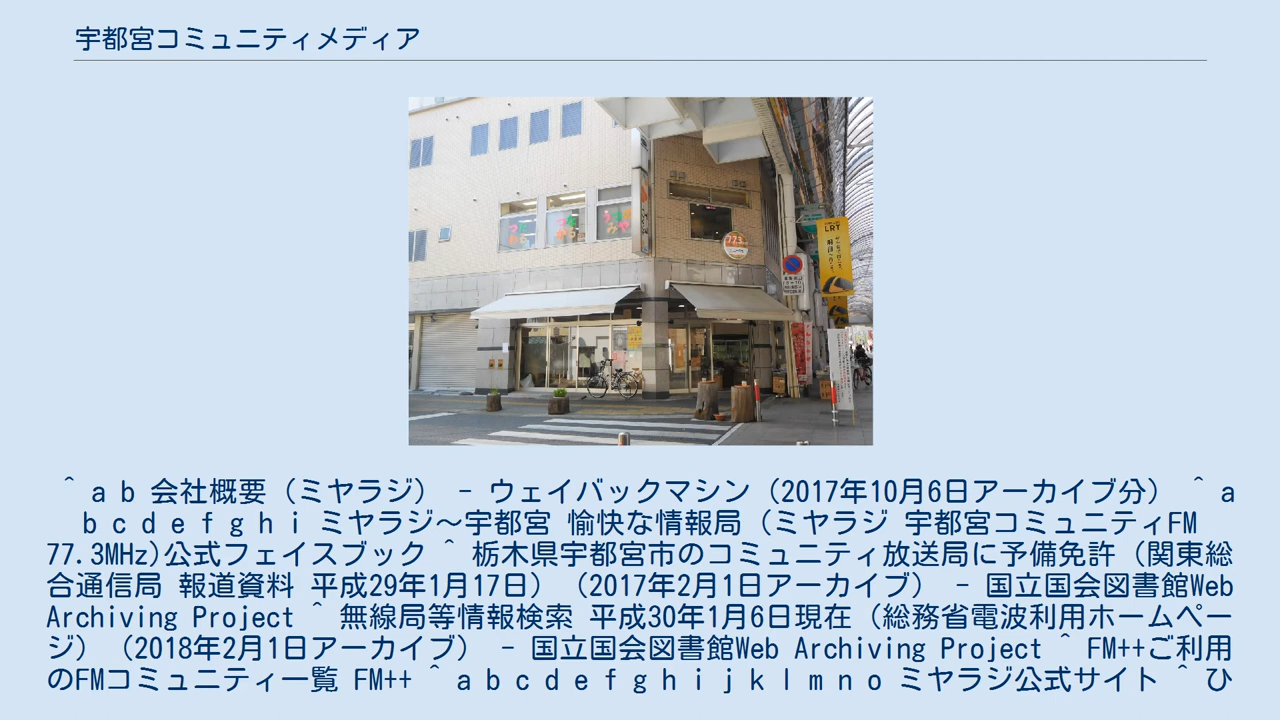 宇都宮コミュニティメディア
77.3
LRY
^ a b 会社概要（ミヤラジ） - ウェイバックマシン（2017年10月6日アーカイブ分） ^ a
b c d e f g h i ミヤラジ～宇都宮 愉快な情報局（ミヤラジ 宇都宮コミュニティFM
77.3MHz)公式フェイスブック ^ 栃木県宇都宮市のコミュニティ放送局に予備免許（関東総
合通信局 報道資料 平成29年1月17日）（2017年2月1日アーカイブ） - 国立国会図書館Web
Archiving Project ^ 無線局等情報検索 平成30年1月6日現在（総務省電波利用ホームペー
ジ）（2018年2月1日アーカイブ） - 国立国会図書館Web Archiving Project ^ FM++ご利用
のFMコミュニティー覧 FM++ ^ a b c d e f g h i j k l m n o ミヤラジ公式サイト ^ ひ